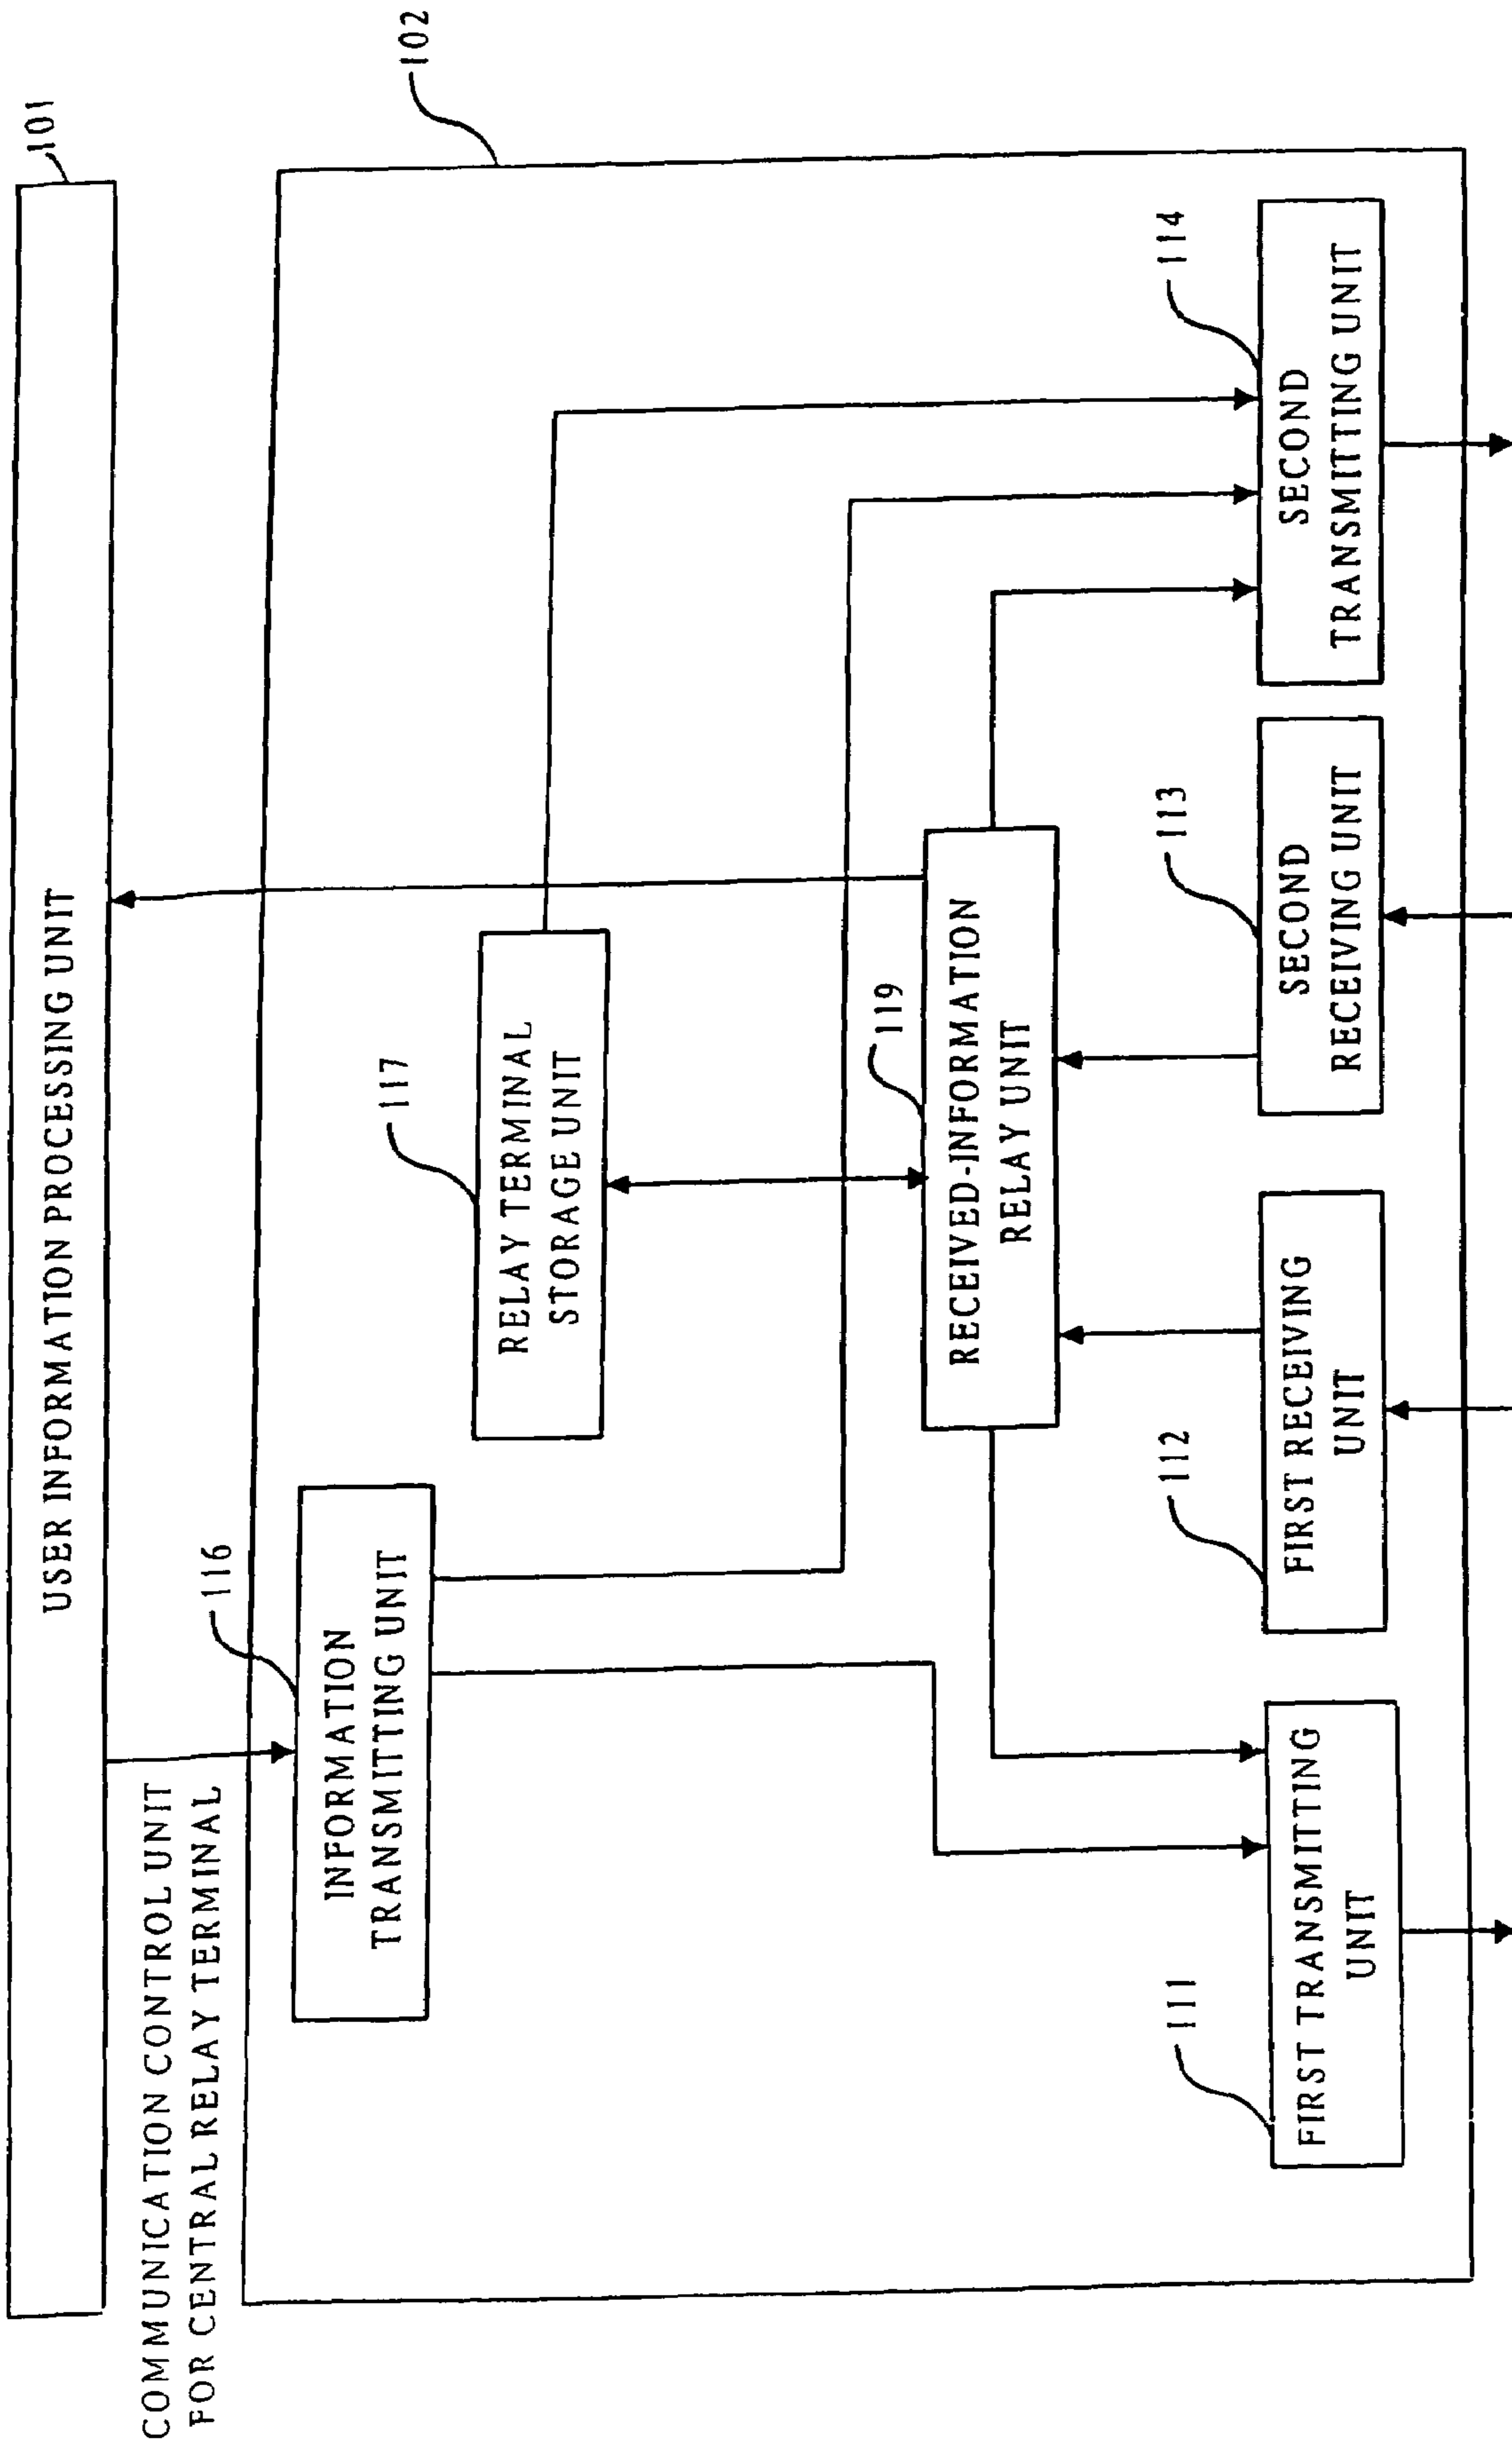 101
USER INFORMATION PROCESSING UNIT
COMMUNICATION CONTROL UNIT
FOR CENTRAL RELAY TERMINAL
102
116
INFORMATION
TRANSMITTING UNIT
117
RELAY TERMINAL
STORAGE UNIT
119
RECEIVED-INFORMATION
RELAY UNIT
111
FIRST TRANSMITTING
UNIT
112
FIRST RECEIVING
UNIT
113
SECOND
RECEIVING UNIT
114
SECOND
TRANSMITTING UNIT